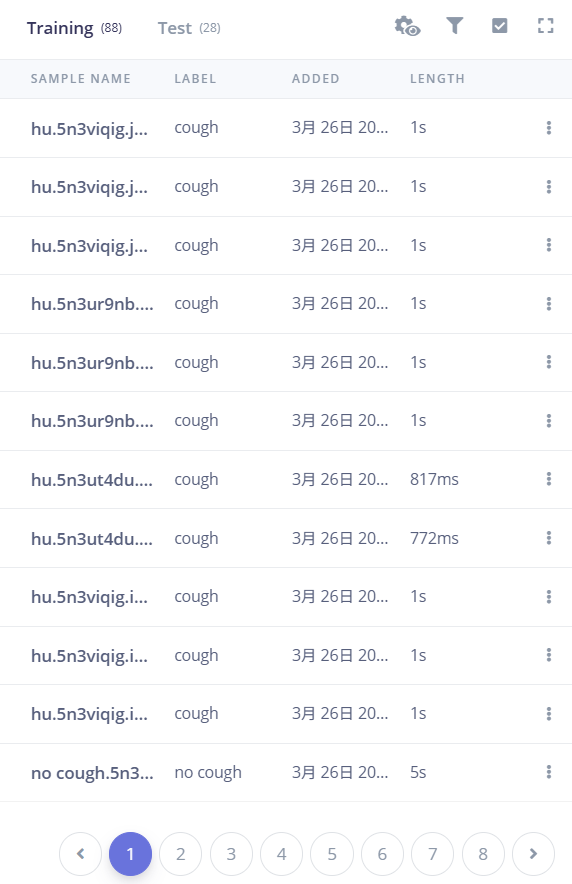 Training (88) Test (28)
SAMPLE NAME LABEL ADDED LENGTH
hu.5n3viqig.j... cough 3月 26日 20... 1s
hu.5n3viqig.j... cough 3月 26日 20... 1s
hu.5n3viqig.j... cough 3月 26日 20... 1s
hu.5n3ur9nb.... cough 3月 26日 20... 1s
hu.5n3ur9nb.... cough 3月 26日 20... 1s
hu.5n3ur9nb.... cough 3月 26日 20... 1s
hu.5n3ut4du.... cough 3月 26日 20... 817ms
hu.5n3ut4du.... cough 3月 26日 20... 772ms
hu.5n3viqig.i... cough 3月 26日 20... 1s
hu.5n3viqig.i... cough 3月 26日 20... 1s
hu.5n3viqig.i... cough 3月 26日 20... 1s
no cough.5n3... no cough 3月 26日 20... 5s
1 2 3 4 5 6 7 8